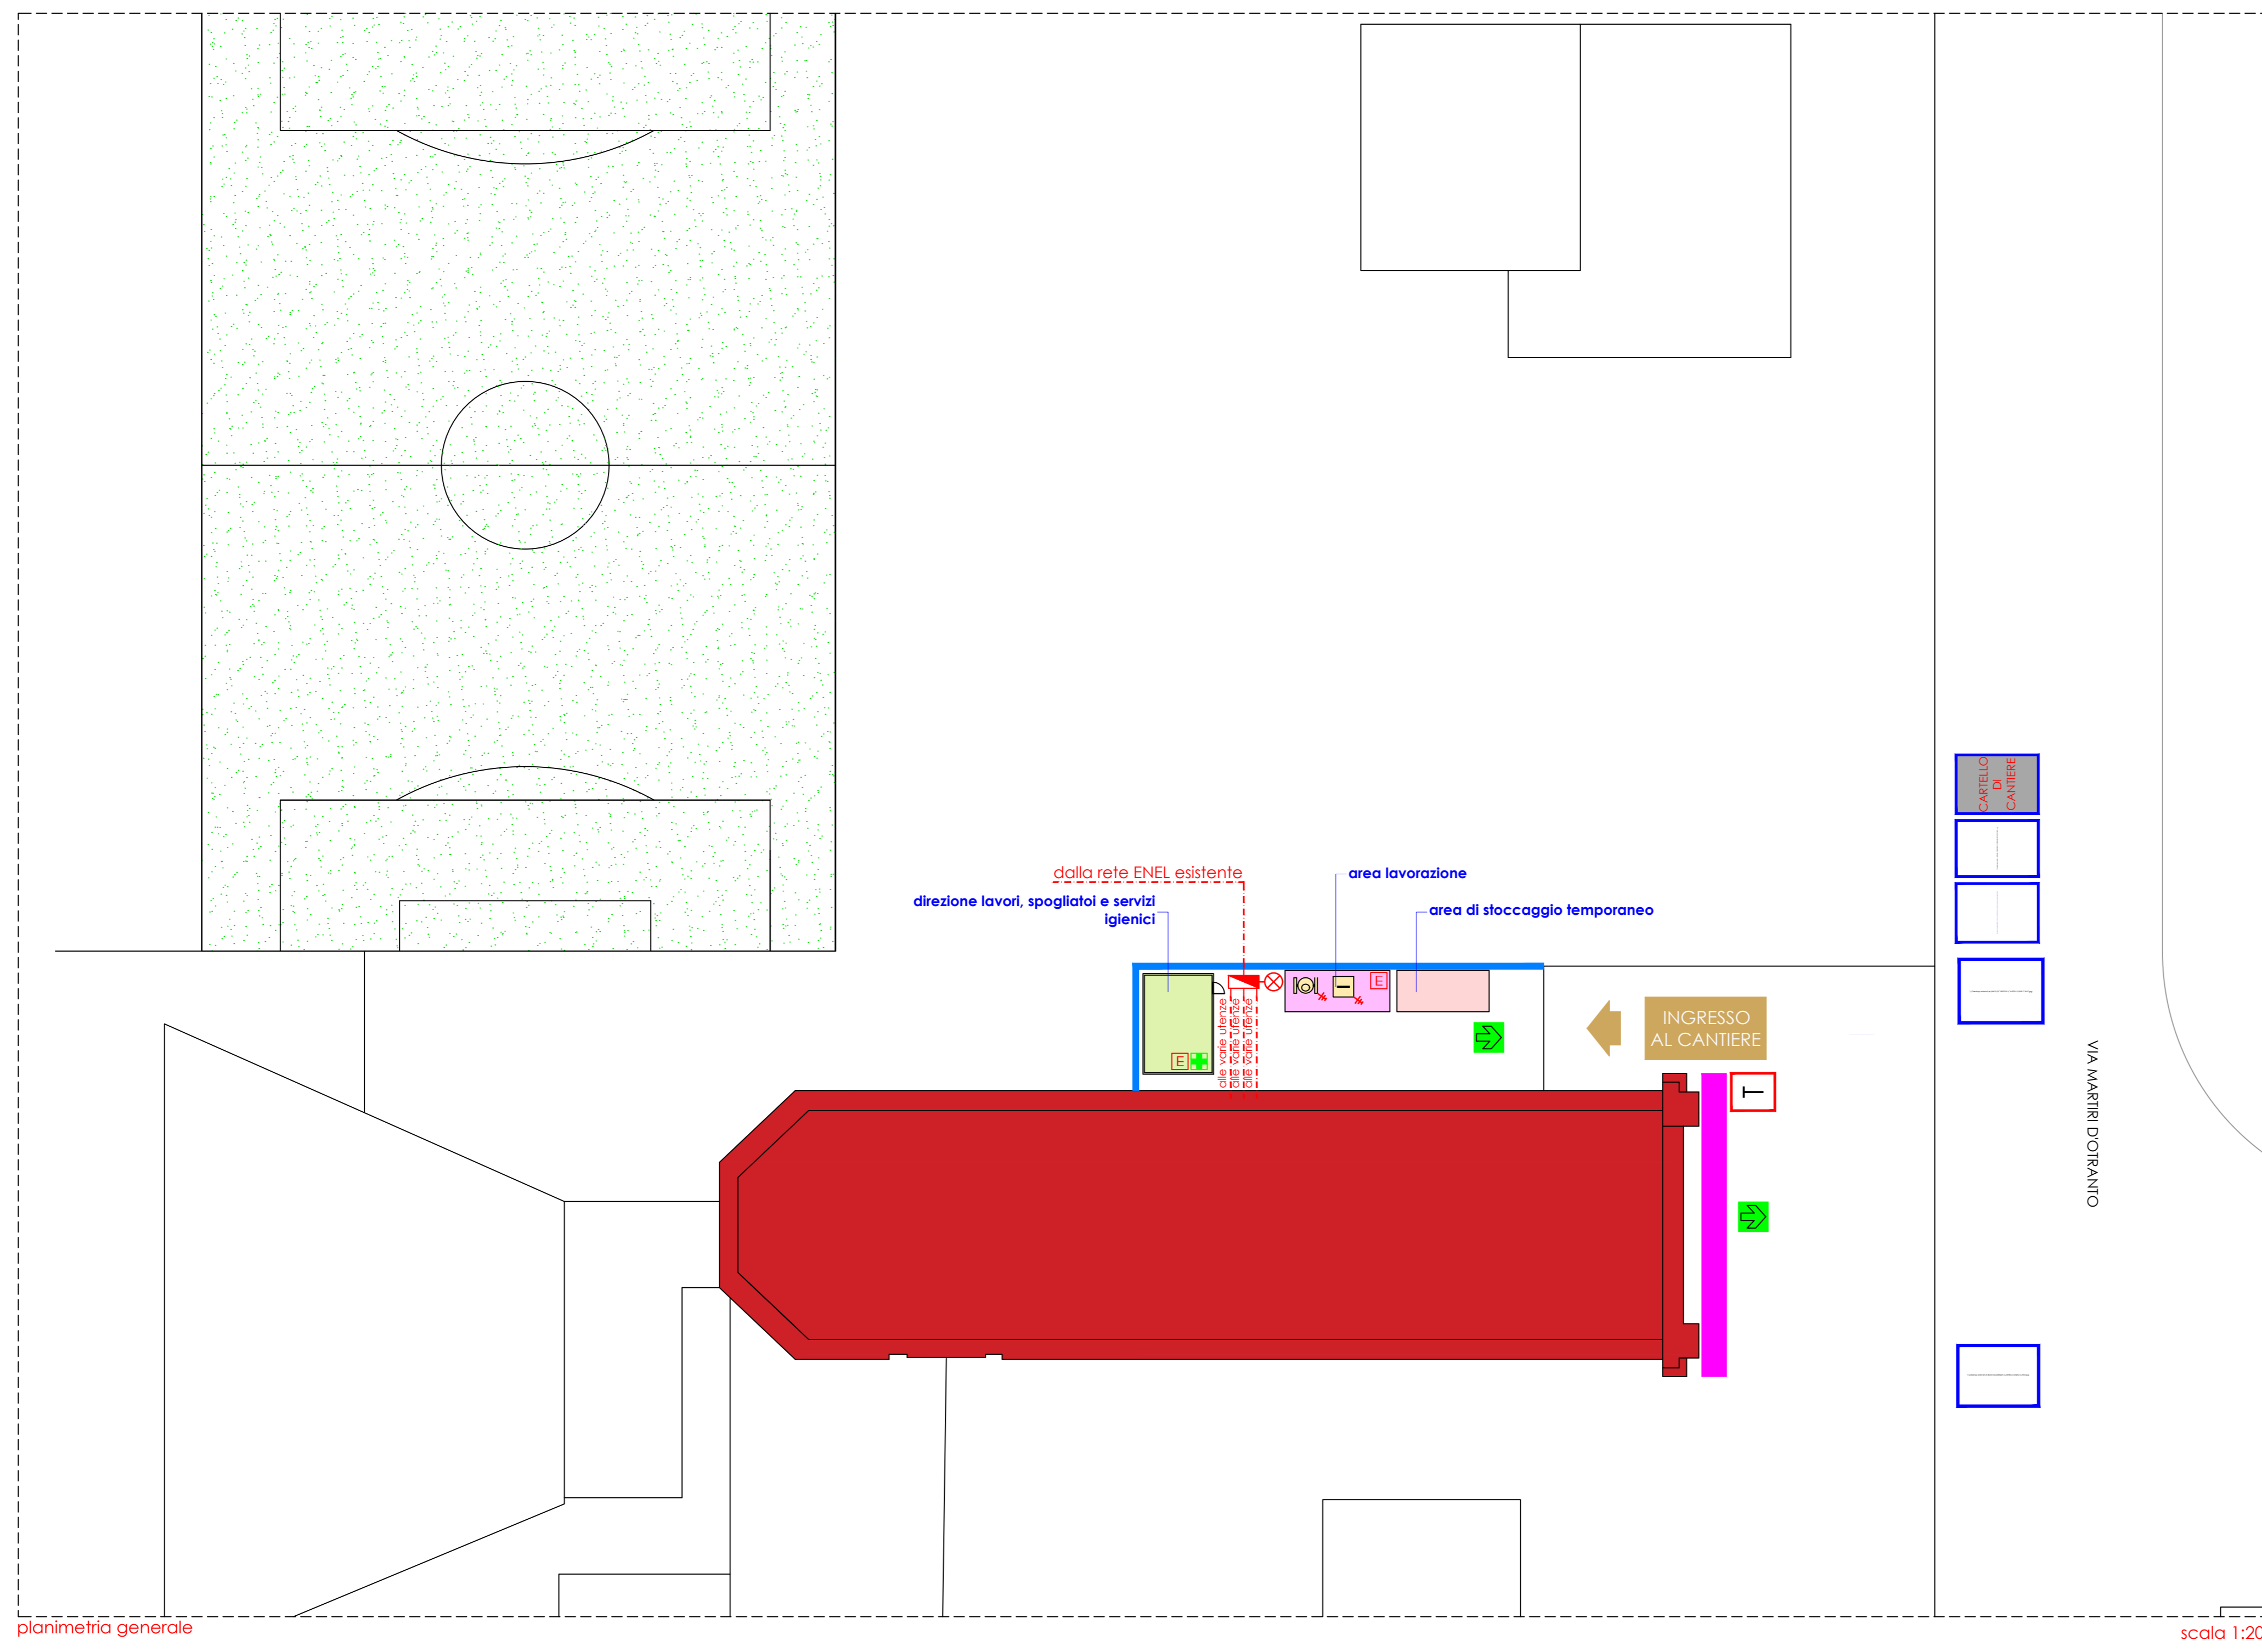 CARTELLO
DI
CANTIERE
dalla rete ENEL esistente
area lavorazione
direzione lavori, spogliatoi e servizi
igienici
area di stoccaggio temporaneo
E
E
alle varie utenze
alle varie utenze
alle varie utenze
INGRESSO
AL CANTIERE
T
VIA MARTIRI D'OTRANTO
planimetria generale
scala 1:20